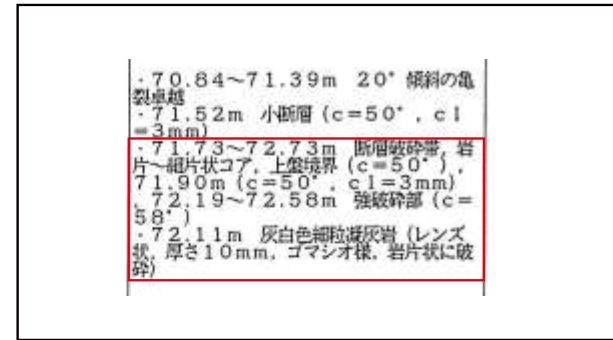 ・70.84~71.39m 20°傾斜の亀
裂卓越
・71.52m 小断層（c=50°，cl
=3mm）
・71.73~72.73m 断層破砕帯，岩
片~細片状コア，上盤境界（c=50°），
71.90m（c=50°，cl=3mm）
，72.19~72.58m 強破砕部（c=
58°）
・72.11m 灰白色細粒凝灰岩（レンズ
状，厚さ10mm，ゴマシオ様，岩片状に破
砕）